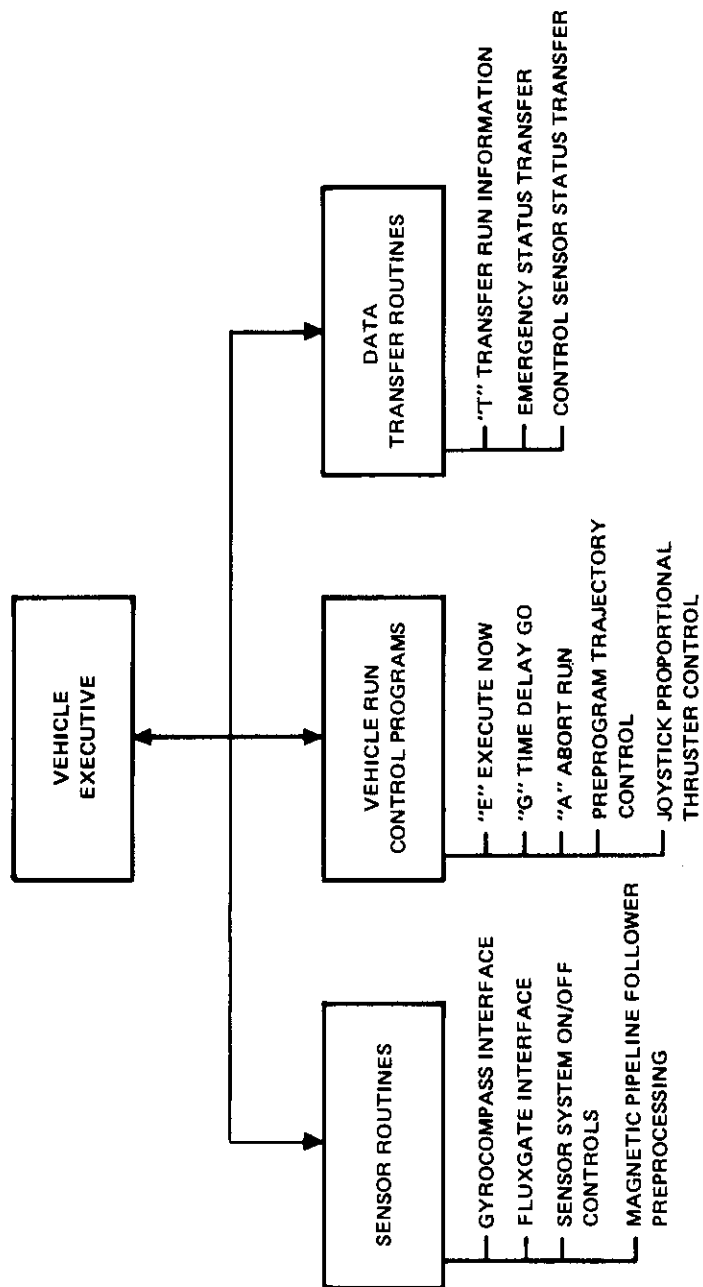 VEHICLE
EXECUTIVE
SENSOR ROUTINES
GYROCOMPASS INTERFACE
FLUXGATE INTERFACE
SENSOR SYSTEM ON/OFF
CONTROLS
MAGNETIC PIPELINE FOLLOWER
PREPROCESSING
VEHICLE RUN
CONTROL PROGRAMS
"E" EXECUTE NOW
"G" TIME DELAY GO
"A" ABORT RUN
PREPROGRAM TRAJECTORY
CONTROL
JOYSTICK PROPORTIONAL
THRUSTER CONTROL
DATA
TRANSFER ROUTINES
"T" TRANSFER RUN INFORMATION
EMERGENCY STATUS TRANSFER
CONTROL SENSOR STATUS TRANSFER